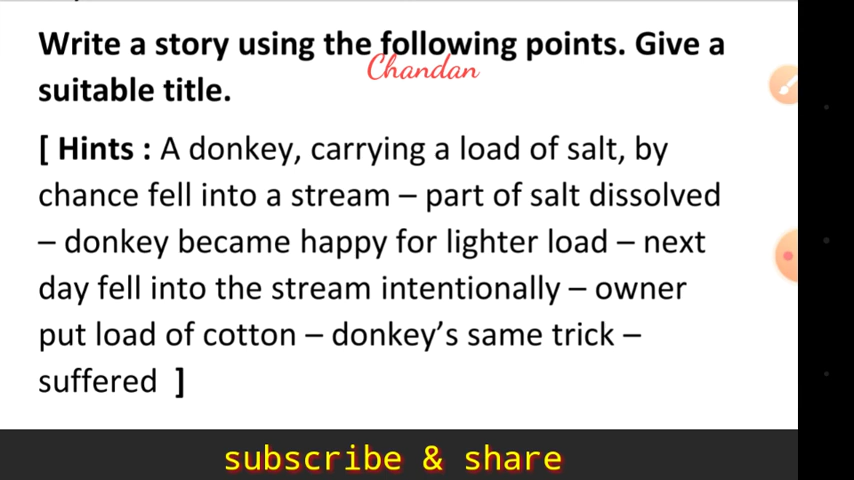 Write a story using the following points. Give a
Chandan
suitable title.
[ Hints : A donkey, carrying a load of salt, by
chance fell into a stream – part of salt dissolved
– donkey became happy for lighter load – next
day fell into the stream intentionally – owner
put load of cotton – donkey’s same trick –
suffered ]
subscribe & share